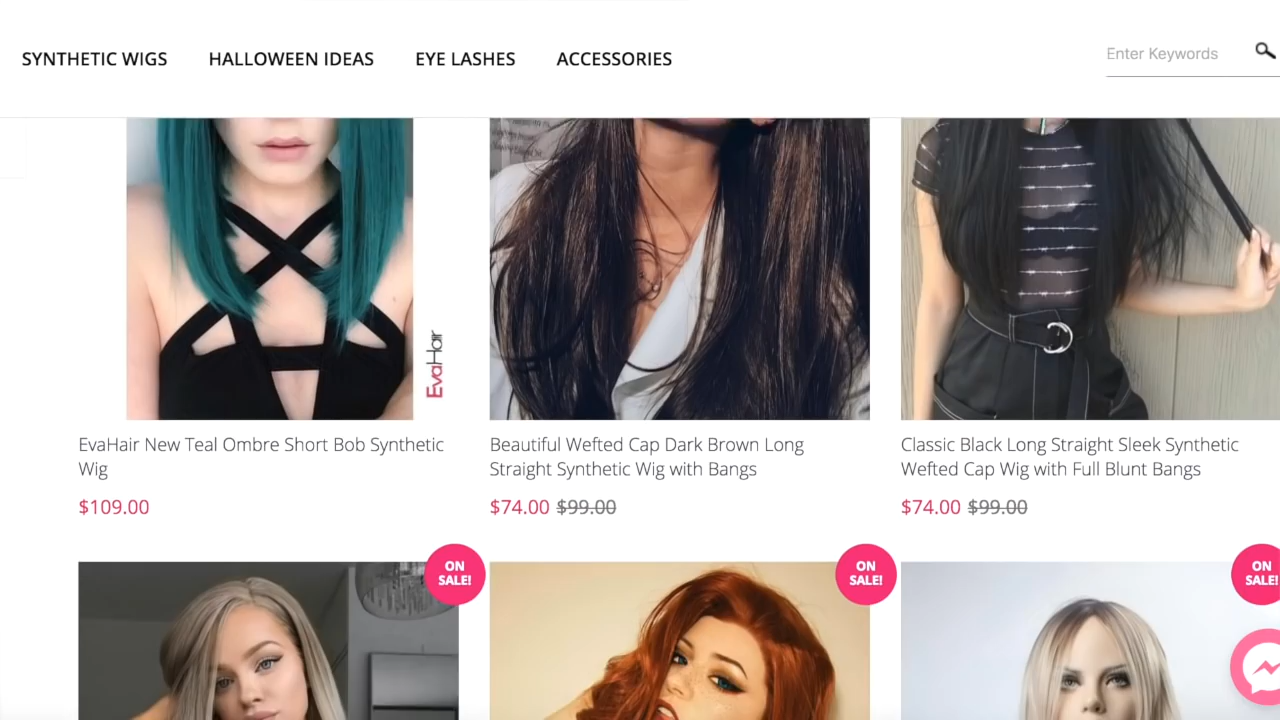 SYNTHETIC WIGS HALLOWEEN IDEAS EYE LASHES ACCESSORIES
Enter Keywords
EvaHair
EvaHair New Teal Ombre Short Bob Synthetic
Wig
$109.00
Beautiful Wefted Cap Dark Brown Long
Straight Synthetic Wig with Bangs
$74.00 $99.00
Classic Black Long Straight Sleek Synthetic
Wefted Cap Wig with Full Blunt Bangs
$74.00 $99.00
ON
SALE!
ON
SALE!
ON
SALE!